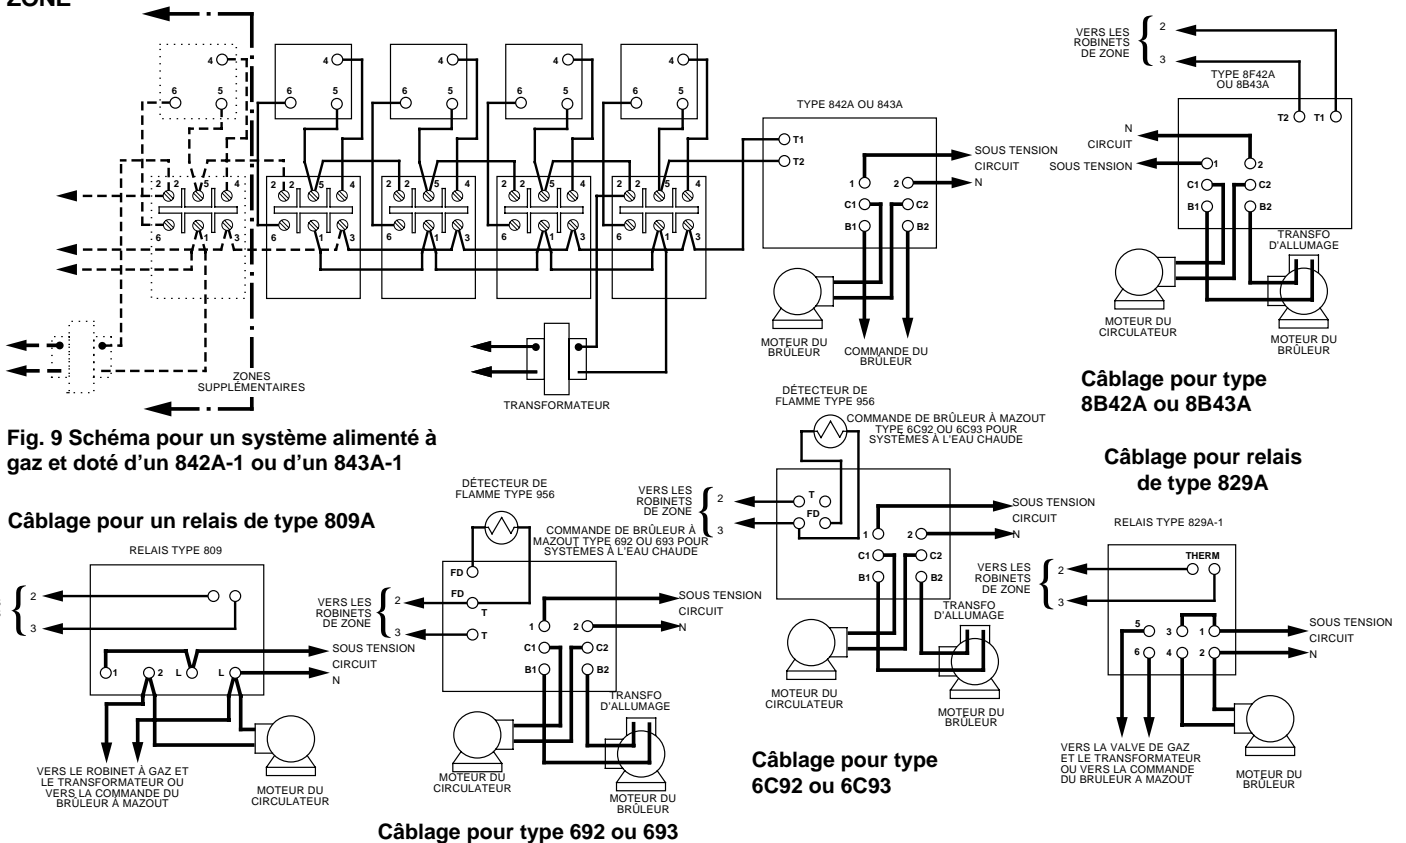 ZONE
4
6
5
4
6
5
4
6
5
4
6
5
4
6
5
2
2
5
4
6
1
3
2
2
5
4
6
1
3
2
2
5
4
6
1
3
2
2
5
4
6
1
3
2
2
5
4
6
1
3
ZONES
SUPPLÉMENTAIRES
TRANSFORMATEUR
TYPE 842A OU 843A
T1
T2
SOUS TENSION
CIRCUIT
N
1
2
C1
C2
B1
B2
MOTEUR DU
BRÛLEUR
COMMANDE DU
BRÛLEUR
Fig. 9 Schéma pour un système alimenté à
gaz et doté d'un 842A-1 ou d'un 843A-1
VERS LES
ROBINETS
DE ZONE
2
3
TYPE 8F42A
OU 8B43A
T2
T1
N
CIRCUIT
SOUS TENSION
1
2
C1
C2
B1
B2
TRANSFO
D'ALLUMAGE
MOTEUR DU
CIRCULATEUR
MOTEUR DU
BRÛLEUR
Câblage pour type
8B42A ou 8B43A
Câblage pour un relais de type 809A
RELAIS TYPE 809
2
3
SOUS TENSION
CIRCUIT
N
1
2
L
L
VERS LE ROBINET À GAZ ET
LE TRANSFORMATEUR OU
VERS LA COMMANDE DU
BRÛLEUR À MAZOUT
MOTEUR DU
CIRCULATEUR
DÉTECTEUR DE
FLAMME TYPE 956
COMMANDE DE BRÛLEUR À
MAZOUT TYPE 692 OU 693 POUR
SYSTÈMES À L'EAU CHAUDE
VERS LES
ROBINETS
DE ZONE
2
3
FD
FD
T
T
SOUS TENSION
CIRCUIT
N
1
2
C1
C2
B1
B2
TRANSFO
D'ALLUMAGE
MOTEUR DU
CIRCULATEUR
MOTEUR DU
BRÛLEUR
Câblage pour type 692 ou 693
DÉTECTEUR DE
FLAMME TYPE 956
COMMANDE DE BRÛLEUR À MAZOUT
TYPE 6C92 OU 6C93 POUR
SYSTÈMES À L'EAU CHAUDE
VERS LES
ROBINETS
DE ZONE
2
3
T
FD
SOUS TENSION
CIRCUIT
N
1
2
C1
C2
B1
B2
TRANSFO
D'ALLUMAGE
MOTEUR DU
CIRCULATEUR
MOTEUR DU
BRÛLEUR
Câblage pour type
6C92 ou 6C93
Câblage pour relais
de type 829A
RELAIS TYPE 829A-1
VERS LES
ROBINETS
DE ZONE
2
3
THERM
5
3
1
6
4
2
SOUS TENSION
CIRCUIT
N
VERS LA VALVE DE GAZ
ET LE TRANSFORMATEUR
OU VERS LA COMMANDE
DU BRULEUR A MAZOUT
MOTEUR DU
BRÛLEUR